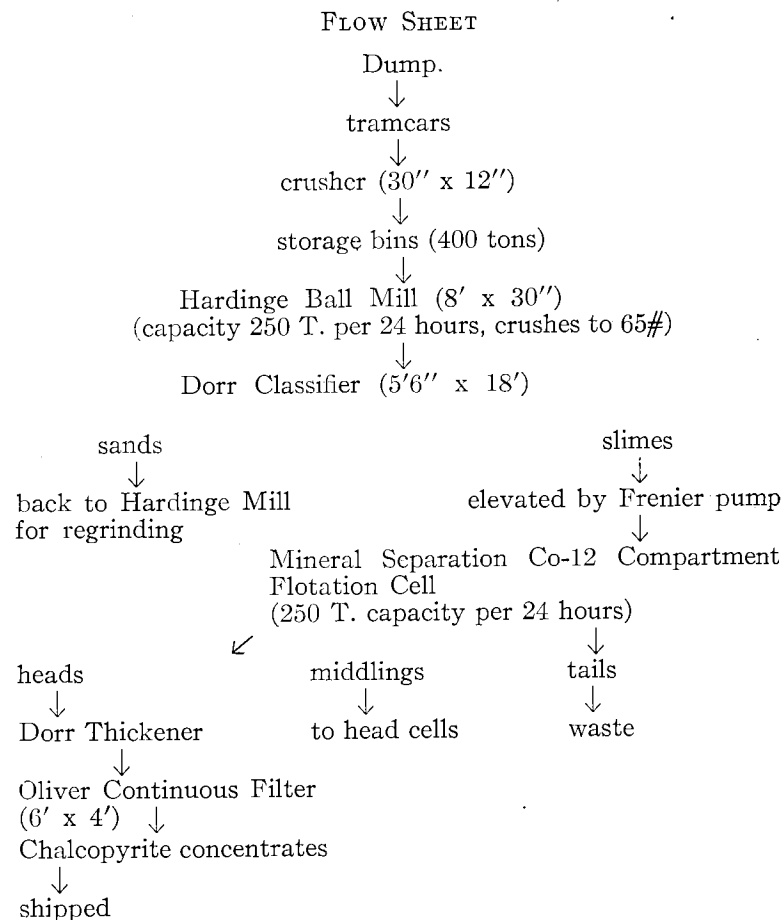 FLOW SHEET
Dump.
tramcars
crusher (30″ x 12″)
storage bins (400 tons)
Hardinge Ball Mill (8′ x 30″)
(capacity 250 T. per 24 hours, crushes to 65#)
Dorr Classifier (5′6″ x 18′)
sands
slimes
back to Hardinge Mill
for regrinding
elevated by Frenier pump
Mineral Separation Co-12 Compartment
Flotation Cell
(250 T. capacity per 24 hours)
heads
middlings
tails
Dorr Thickener
to head cells
waste
Oliver Continuous Filter
(6′ x 4′)
Chalcopyrite concentrates
shipped